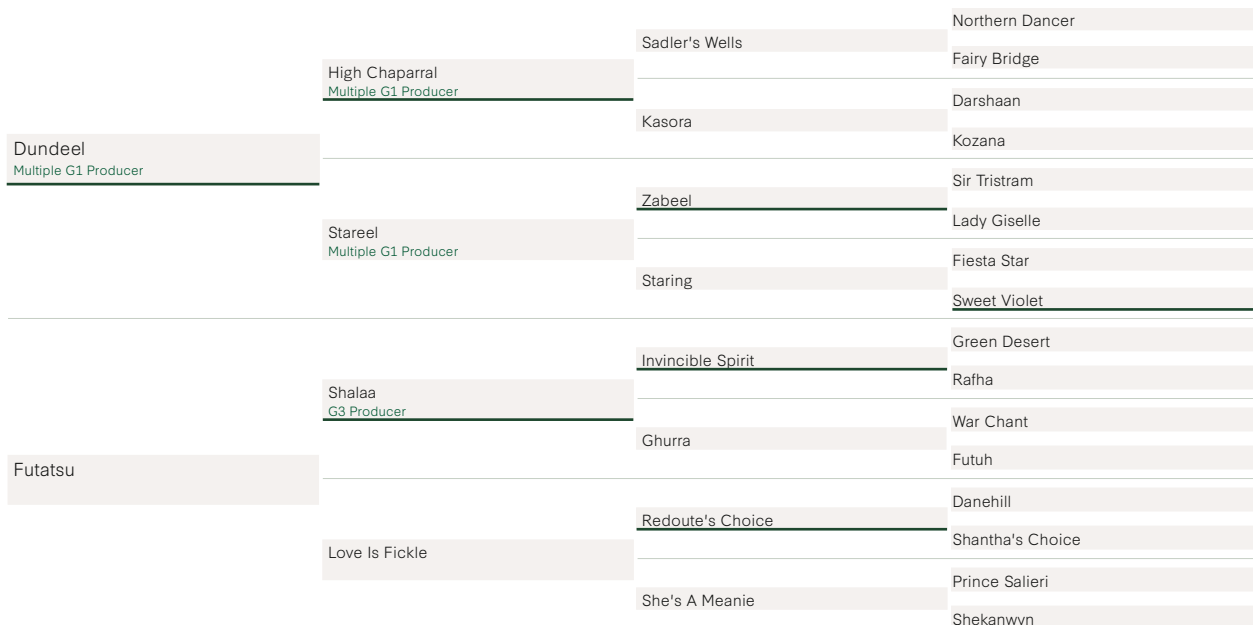 Dundeel
Multiple G1 Producer
Futatsu
High Chaparral
Multiple G1 Producer
Stareel
Multiple G1 Producer
Shalaa
G3 Producer
Love Is Fickle
Sadler's Wells
Kasora
Zabeel
Staring
Invincible Spirit
Ghurra
Redoute's Choice
She's A Meanie
Northern Dancer
Fairy Bridge
Darshaan
Kozana
Sir Tristram
Lady Giselle
Fiesta Star
Sweet Violet
Green Desert
Rafha
War Chant
Futuh
Danehill
Shantha's Choice
Prince Salieri
Shekanwyn